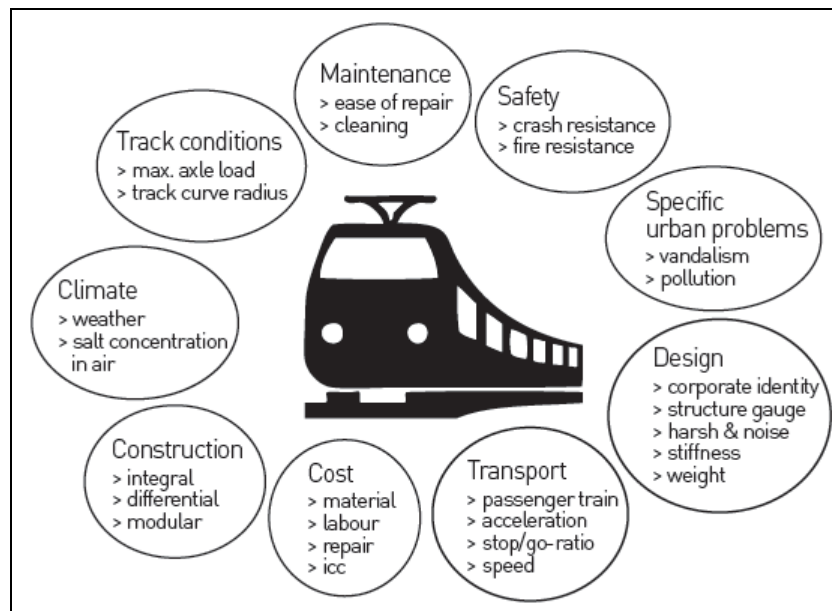 Maintenance
> ease of repair
> cleaning
Safety
> crash resistance
> fire resistance
Track conditions
> max. axle load
> track curve radius
Specific
urban problems
> vandalism
> pollution
Climate
> weather
> salt concentration
in air
Design
> corporate identity
> structure gauge
> harsh & noise
> stiffness
> weight
Construction
> integral
> differential
> modular
Cost
> material
> labour
> repair
> icc
Transport
> passenger train
> acceleration
> stop/go-ratio
> speed